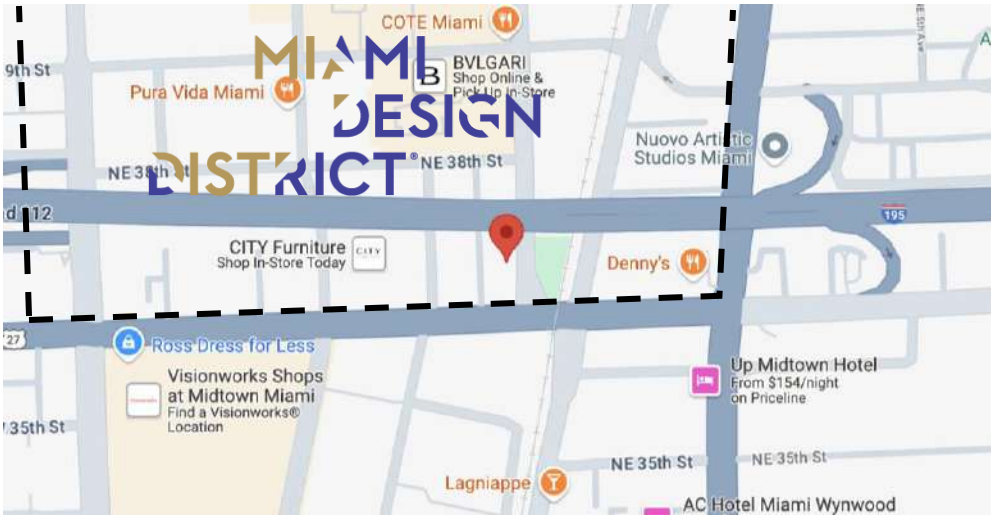 COTE Miami
MIAMI
DESIGN
DISTRICT®
B
BVLGARI
Shop Online &
Pick Up In-Store
9th St
Pura Vida Miami
NE 5th Ave
A
Nuovo Artistic
Studios Miami
NE 38th St
NE 38th St
112
195
CITY Furniture
Shop In-Store Today
CITY
Denny's
27
Ross Dress for Less
Visionworks Shops
at Midtown Miami
Find a Visionworks®
Location
Up Midtown Hotel
From $154/night
on Priceline
35th St
NE 35th St
NE 35th St
Lagniappe
AC Hotel Miami Wynwood